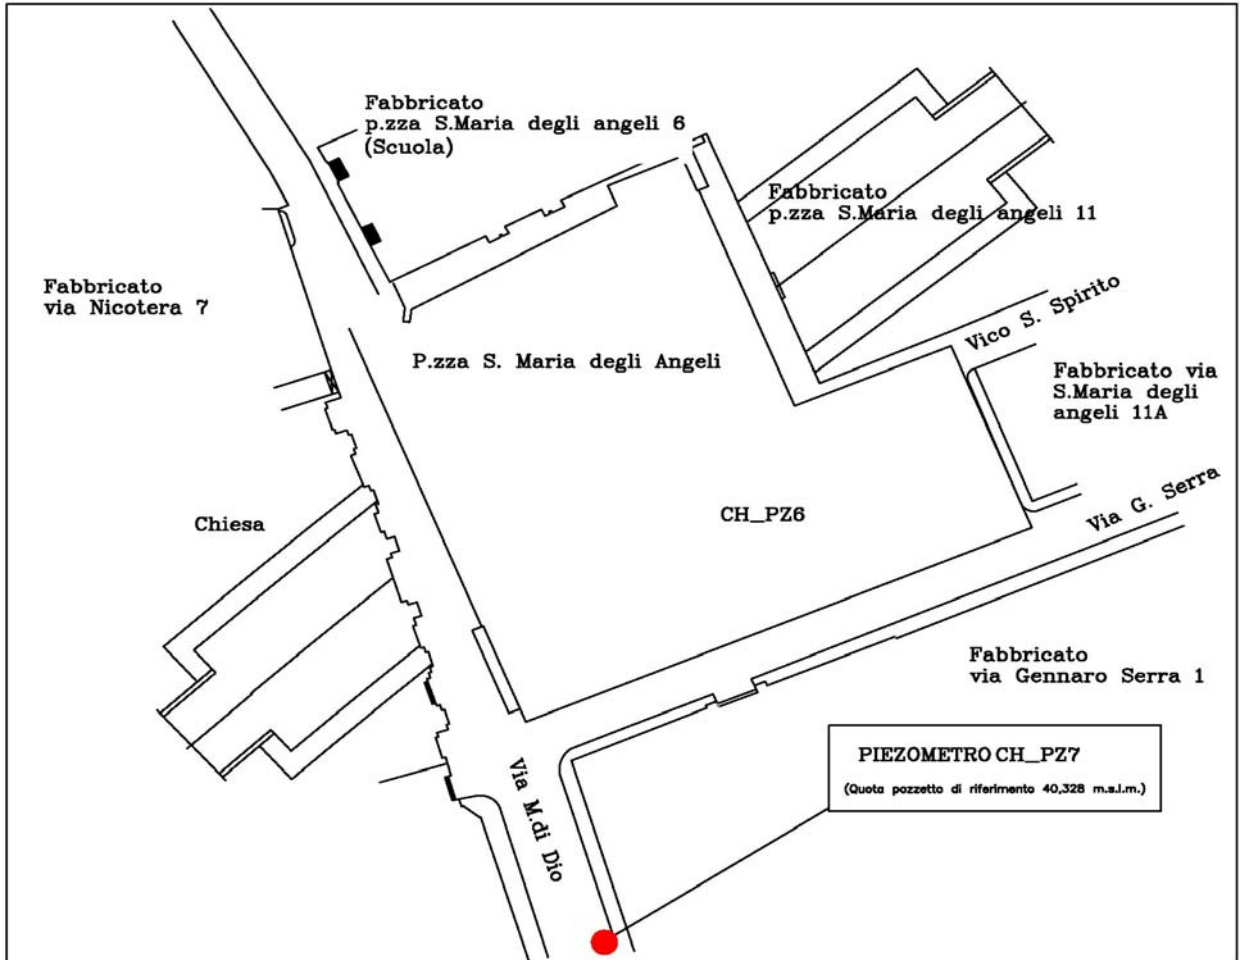 Fabbricato
p.zza S.Maria degli angeli 6
(Scuola)
Fabbricato
p.zza S.Maria degli angeli 11
Fabbricato
via Nicotera 7
P.zza S. Maria degli Angeli
Vico S. Spirito
Fabbricato via
S.Maria degli
angeli 11A
Chiesa
CH_PZ6
Via G. Serra
Fabbricato
via Gennaro Serra 1
PIEZOMETRO CH_PZ7
(Quota pozzetto di riferimento 40,328 m.s.l.m.)
Via M.di Dio